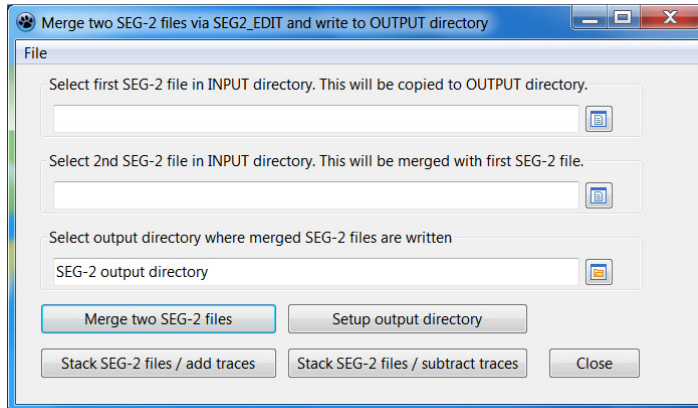 Merge two SEG-2 files via SEG2_EDIT and write to OUTPUT directory
File
Select first SEG-2 file in INPUT directory. This will be copied to OUTPUT directory.
Select 2nd SEG-2 file in INPUT directory. This will be merged with first SEG-2 file.
Select output directory where merged SEG-2 files are written
SEG-2 output directory
Merge two SEG-2 files Setup output directory
Stack SEG-2 files / add traces Stack SEG-2 files / subtract traces Close